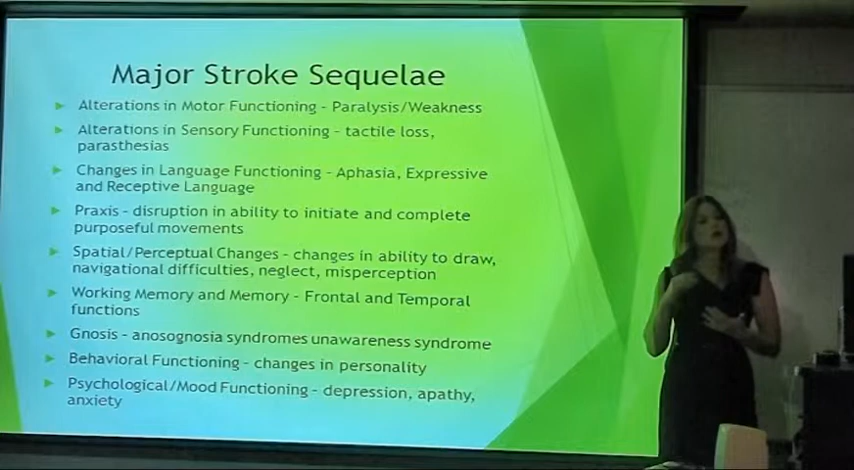 Major Stroke Sequelae
Alterations in Motor Functioning - Paralysis/Weakness
Alterations in Sensory Functioning - tactile loss,
parasthesias
Changes in Language Functioning - Aphasia, Expressive
and Receptive Language
Praxis - disruption in ability to initiate and complete
purposeful movements
Spatial/Perceptual Changes - changes in ability to draw,
navigational difficulties, neglect, misperception
Working Memory and Memory - Frontal and Temporal
functions
Gnosis - anosognosia syndromes unawareness syndrome
Behavioral Functioning - changes in personality
Psychological/Mood Functioning - depression, apathy,
anxiety